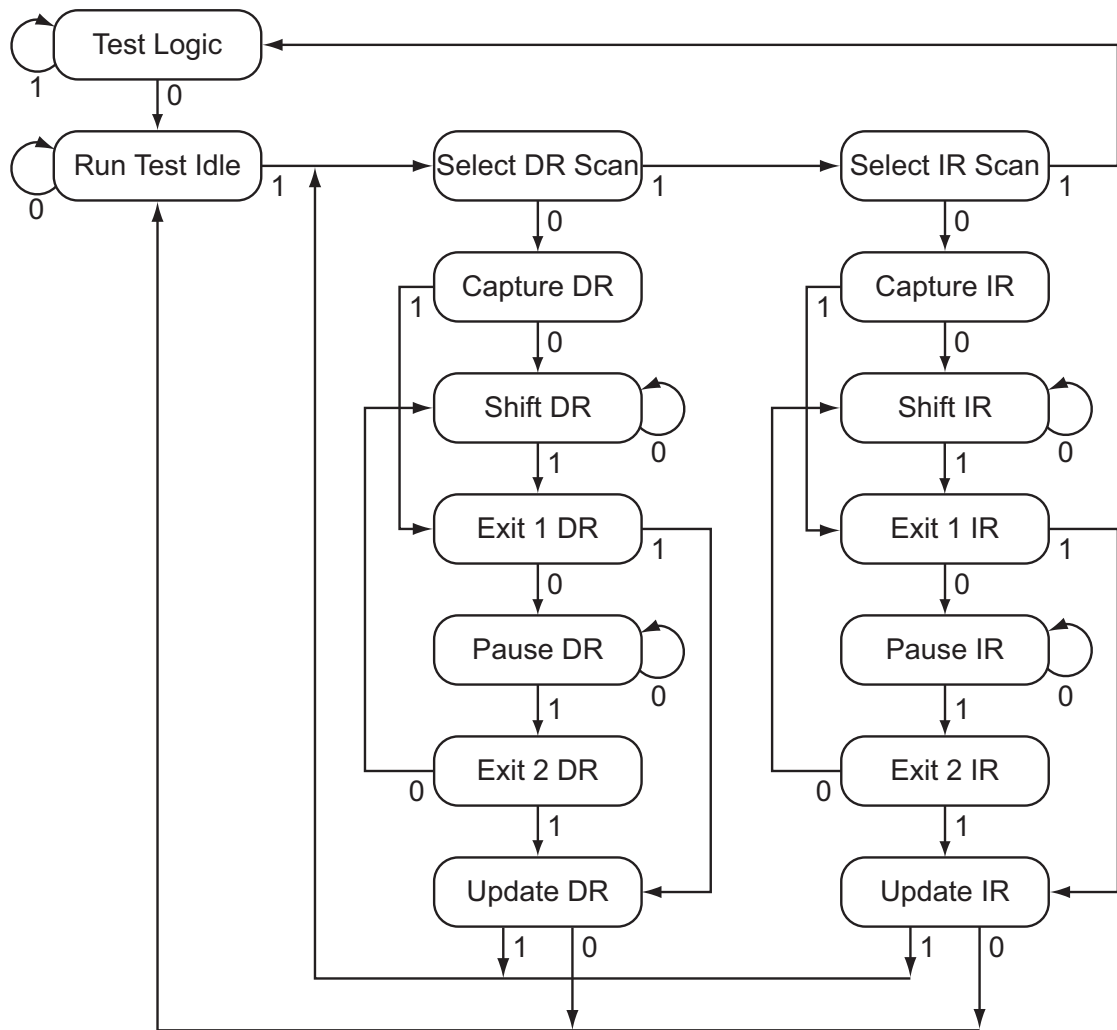 Test Logic
1
0
Run Test Idle
0
1
Select DR Scan
1
0
Select IR Scan
1
0
Capture DR
1
0
Capture IR
1
0
Shift DR
0
1
Shift IR
0
1
Exit 1 DR
1
0
Exit 1 IR
1
0
Pause DR
0
1
Pause IR
0
1
Exit 2 DR
0
1
Exit 2 IR
0
1
Update DR
1
0
Update IR
1
0